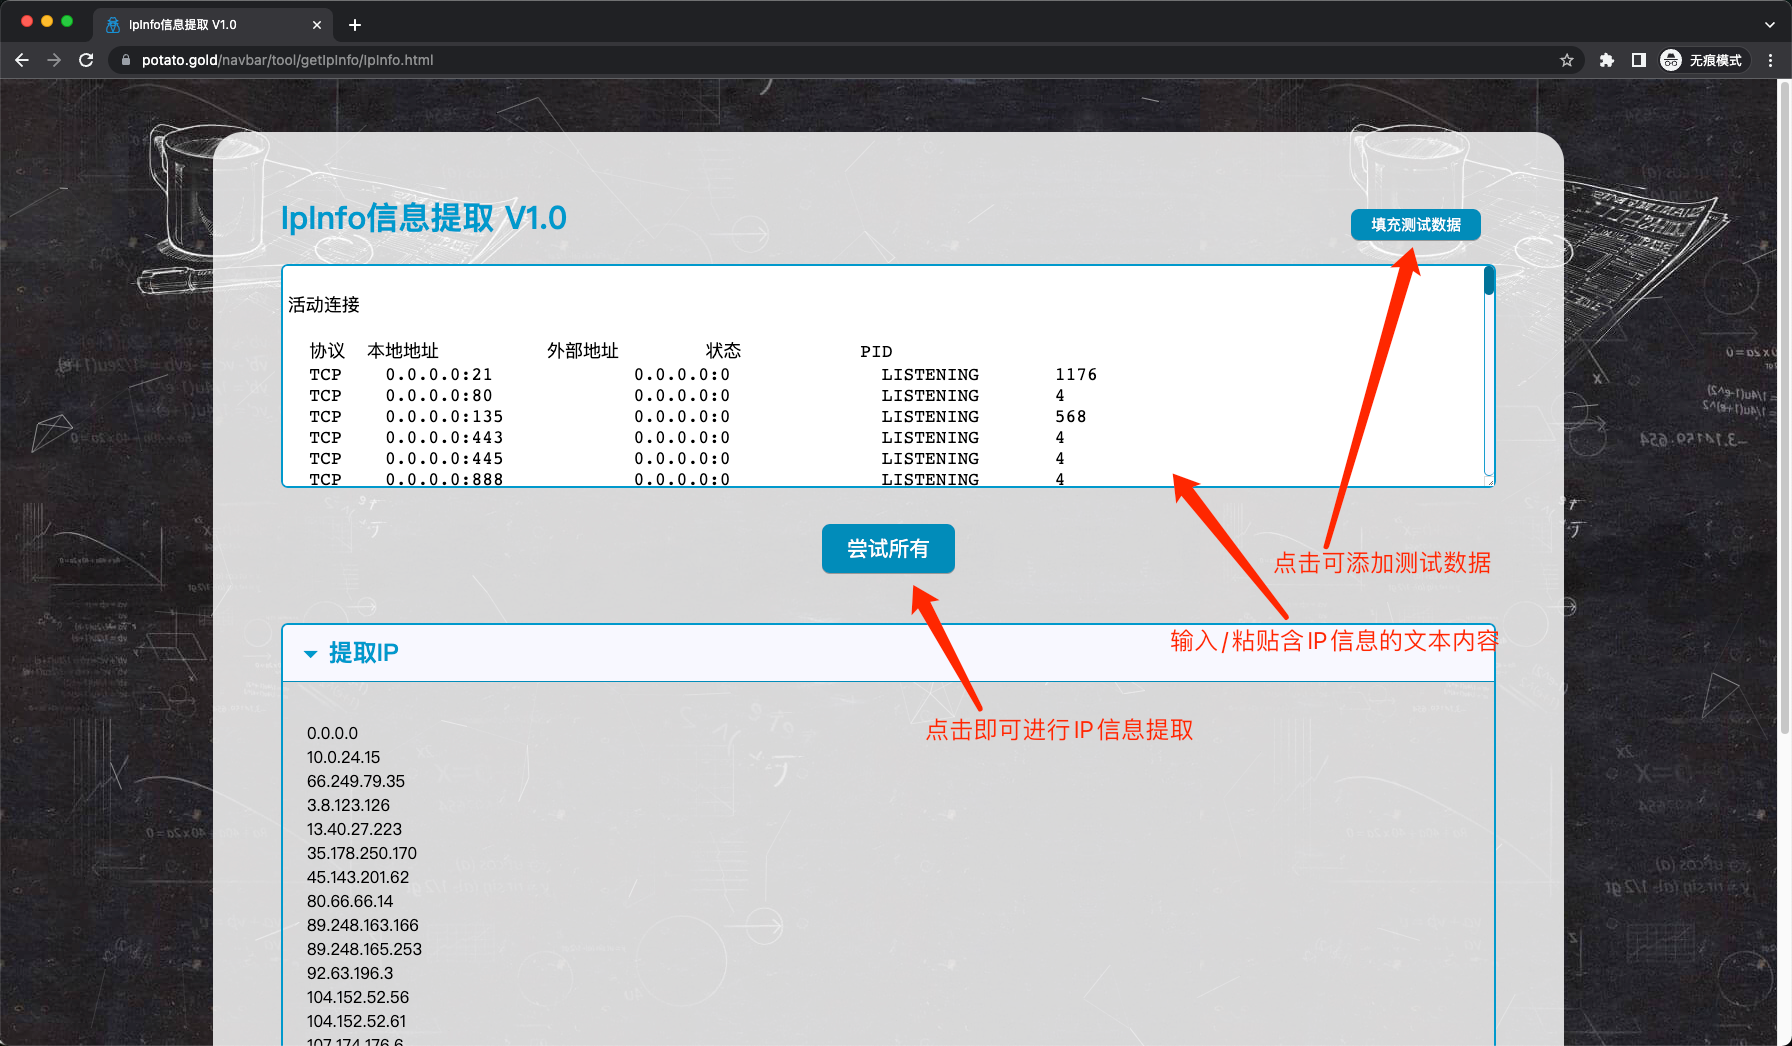 IpInfo信息提取 V1.0
potato.gold/navbar/tool/getIpInfo/IpInfo.html
无痕模式
IpInfo信息提取 V1.0
填充测试数据
活动连接
协议 本地地址 外部地址 状态 PID
TCP 0.0.0.0:21 0.0.0.0:0 LISTENING 1176
TCP 0.0.0.0:80 0.0.0.0:0 LISTENING 4
TCP 0.0.0.0:135 0.0.0.0:0 LISTENING 568
TCP 0.0.0.0:443 0.0.0.0:0 LISTENING 4
TCP 0.0.0.0:445 0.0.0.0:0 LISTENING 4
TCP 0.0.0.0:888 0.0.0.0:0 LISTENING 4
尝试所有
点击可添加测试数据
输入/粘贴含IP信息的文本内容
提取IP
点击即可进行IP信息提取
0.0.0.0
10.0.24.15
66.249.79.35
3.8.123.126
13.40.27.223
35.178.250.170
45.143.201.62
80.66.66.14
89.248.163.166
89.248.165.253
92.63.196.3
104.152.52.56
104.152.52.61
107.174.176.6